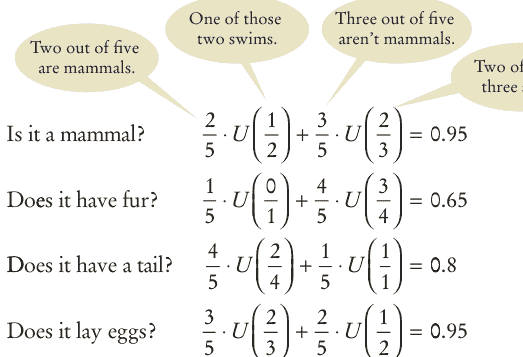 Two out of five
are mammals.
One of those
two swims.
Three out of five
aren't mammals.
Two of
three
Is it a mammal? 2/5 · U(1/2) + 3/5 · U(2/3) = 0.95
Does it have fur? 1/5 · U(0/1) + 4/5 · U(3/4) = 0.65
Does it have a tail? 4/5 · U(2/4) + 1/5 · U(1/1) = 0.8
Does it lay eggs? 3/5 · U(2/3) + 2/5 · U(1/2) = 0.95